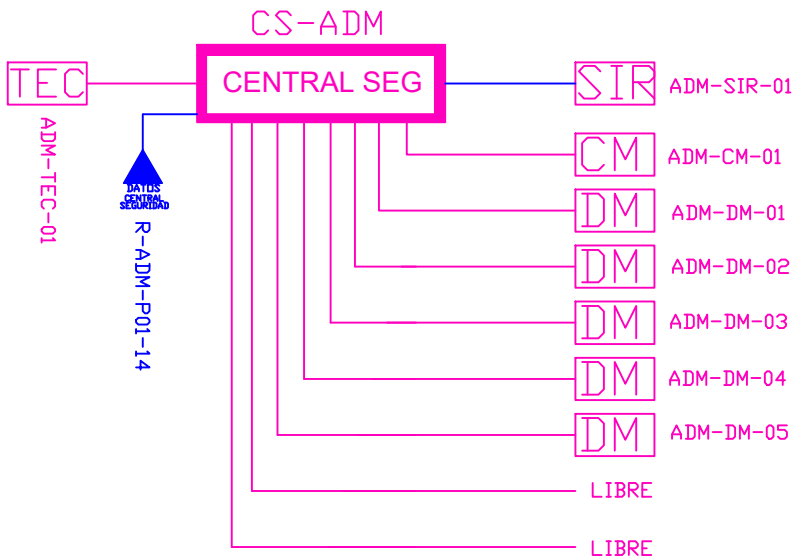 CS-ADM
TEC
CENTRAL SEG
SIR
ADM-SIR-01
ADM-TEC-01
DATOS
CENTRAL
SEGURIDAD
R-ADM-P01-14
CM
ADM-CM-01
DM
ADM-DM-01
DM
ADM-DM-02
DM
ADM-DM-03
DM
ADM-DM-04
DM
ADM-DM-05
LIBRE
LIBRE